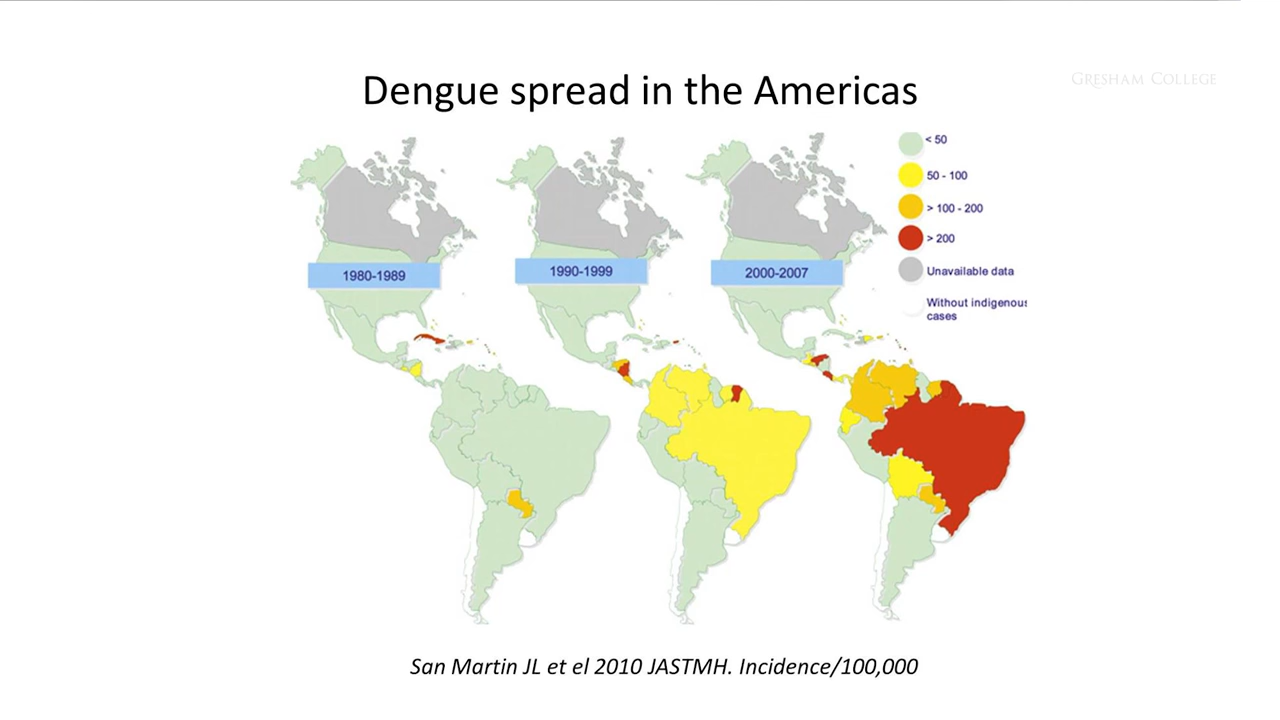 Dengue spread in the Americas
GRESHAM COLLEGE
< 50
50 - 100
> 100 - 200
> 200
Unavailable data
Without indigenous
cases
1980-1989
1990-1999
2000-2007
San Martin JL et el 2010 JASTMH. Incidence/100,000